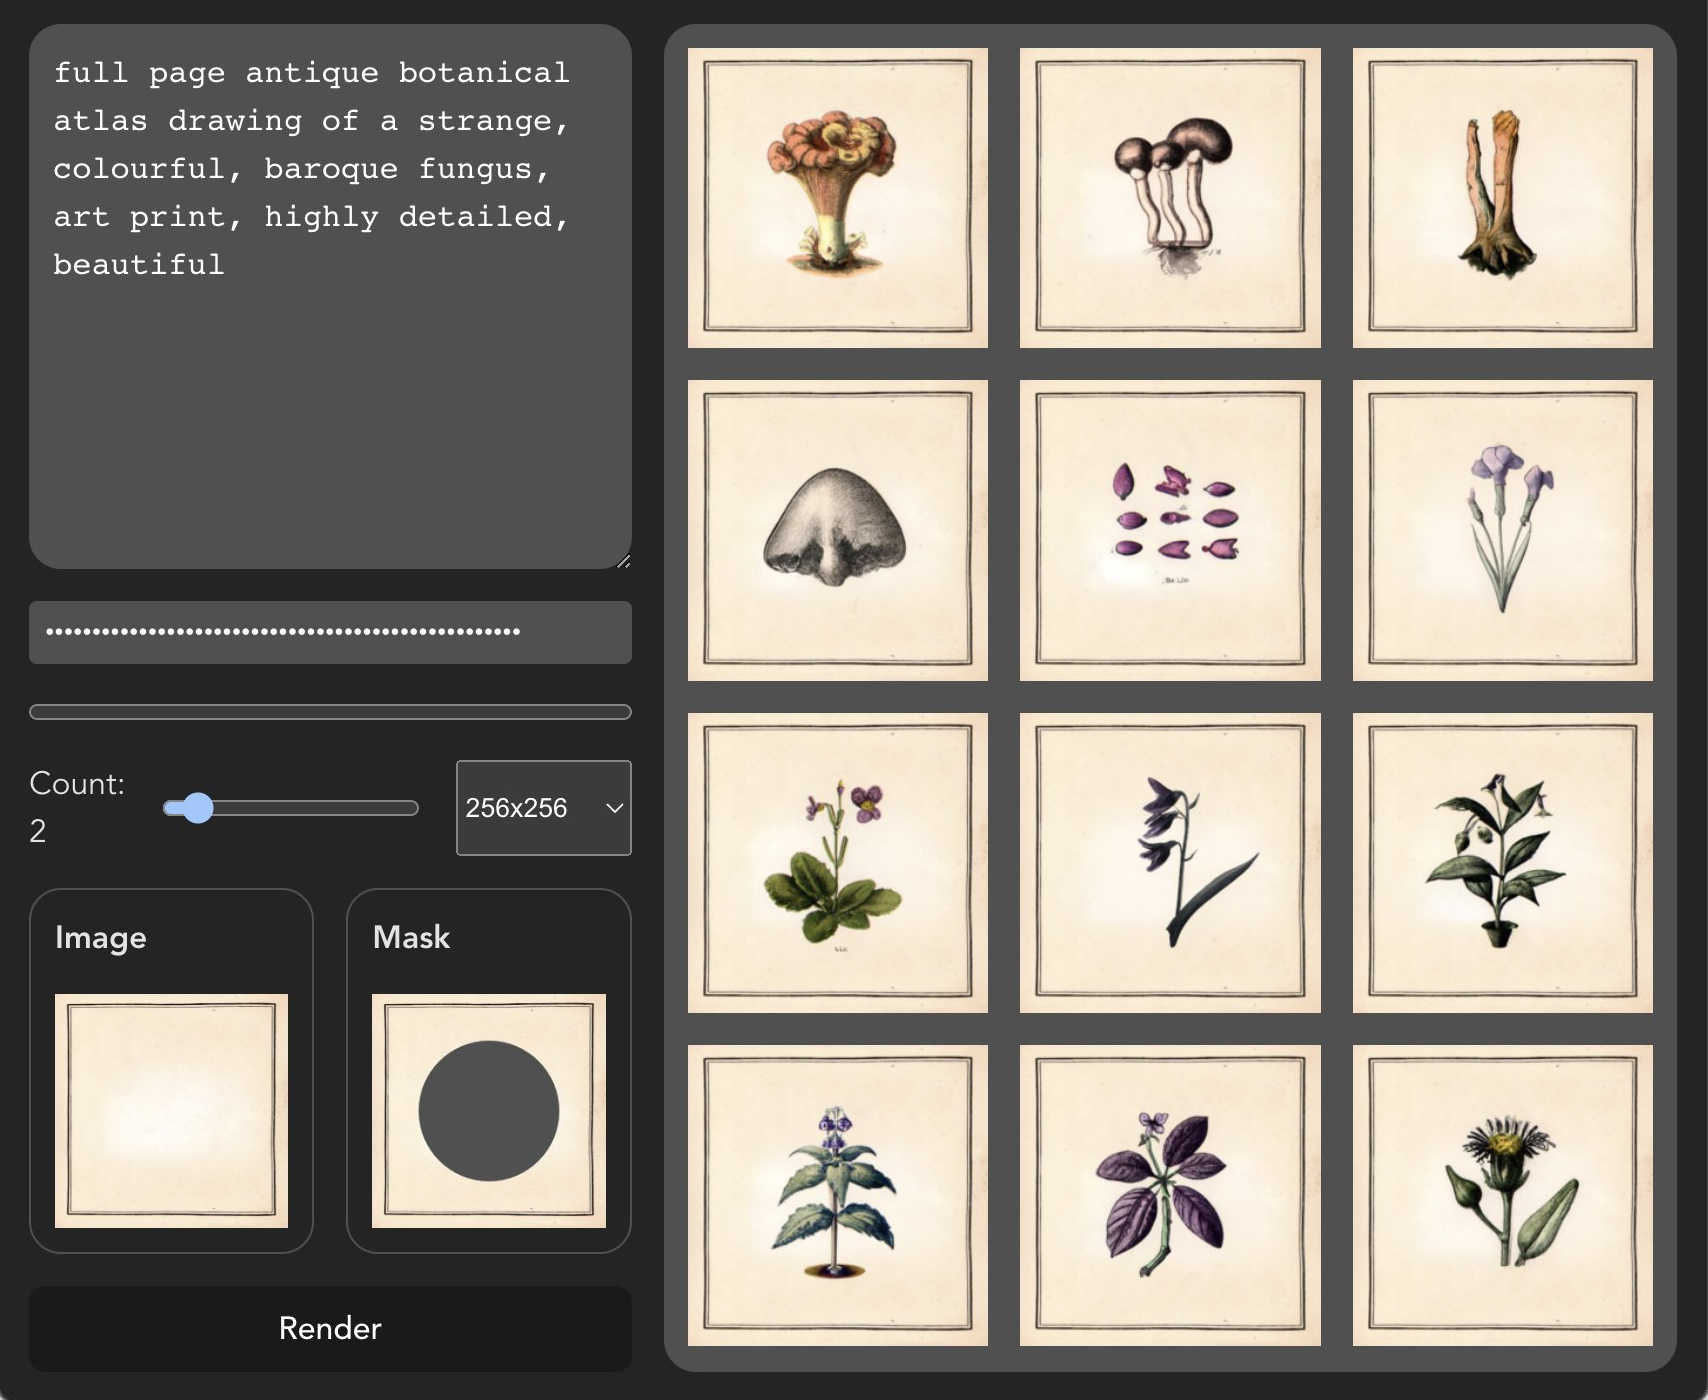 full page antique botanical
atlas drawing of a strange,
colourful, baroque fungus,
art print, highly detailed,
beautiful
Count:
2
256x256
Image
Mask
Render